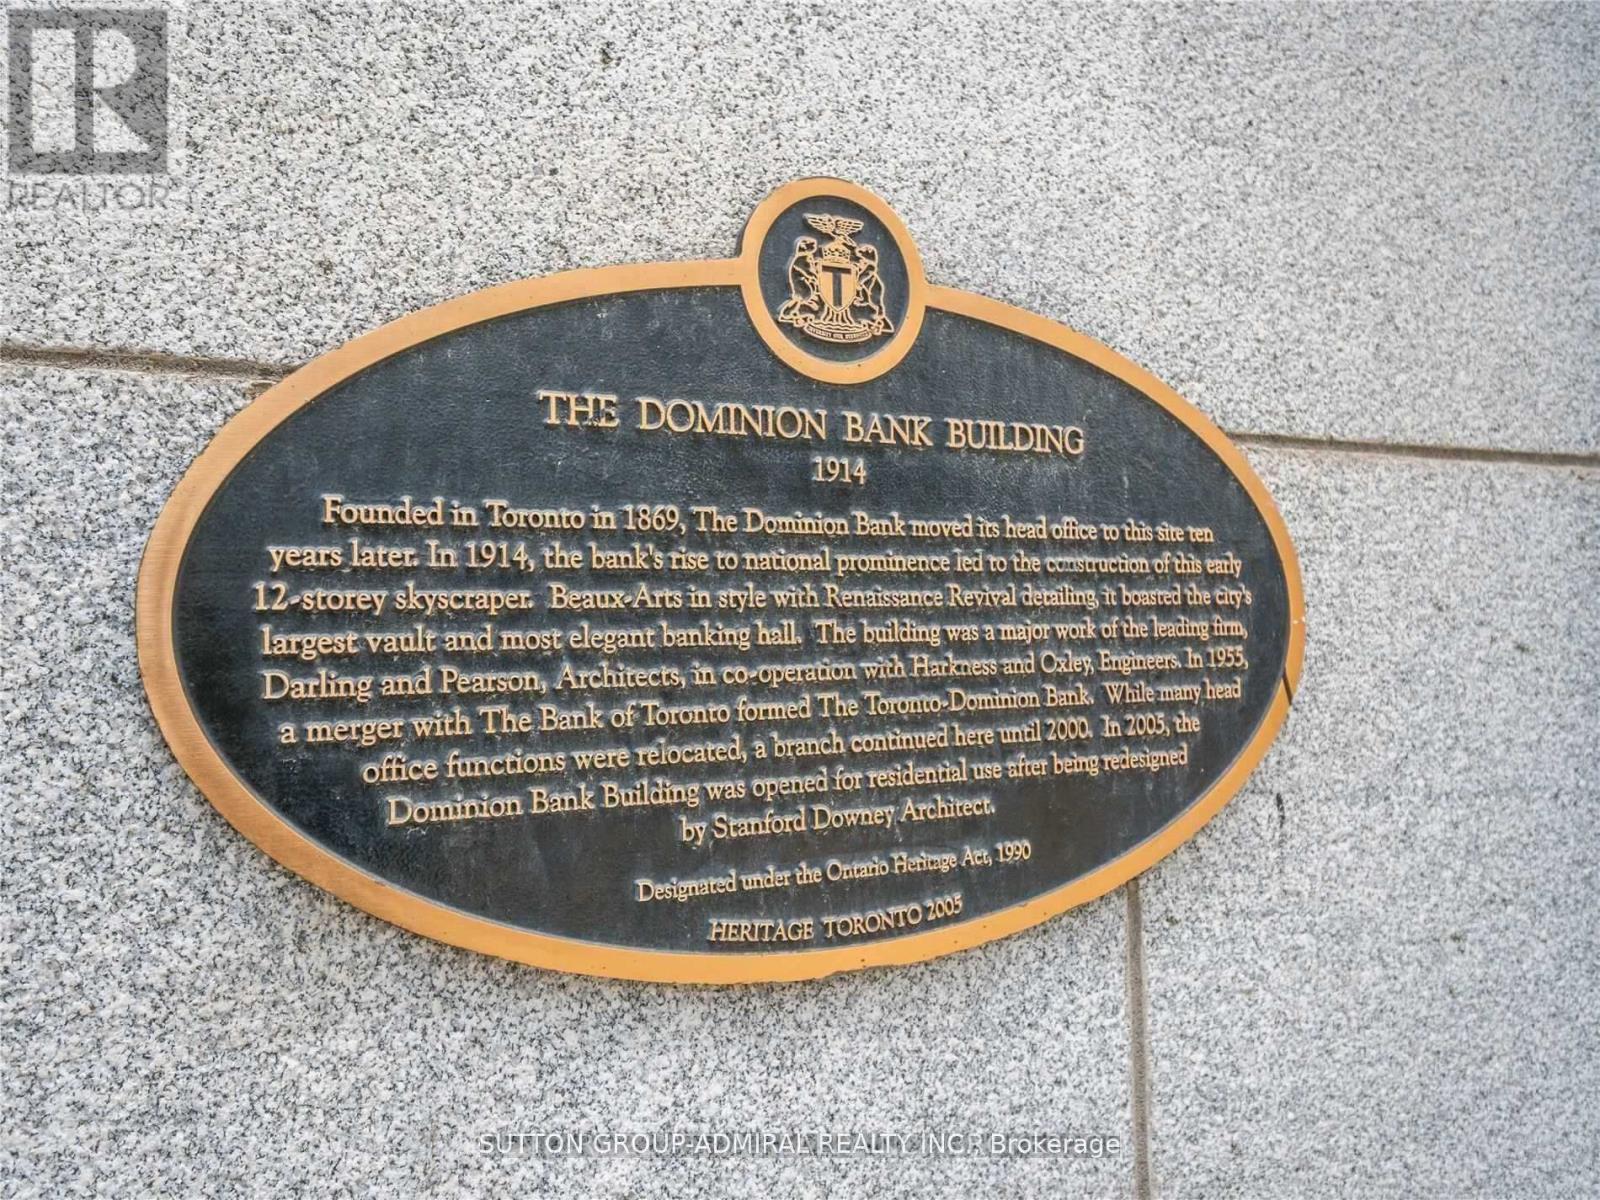 REALTOR
T
THE DOMINION BANK BUILDING
1914
Founded in Toronto in 1869, The Dominion Bank moved its head office to this site ten
years later. In 1914, the bank's rise to national prominence led to the construction of this early
12-storey skyscraper. Beaux-Arts in style with Renaissance Revival detailing, it boasted the city's
largest vault and most elegant banking hall. The building was a major work of the leading firm,
Darling and Pearson, Architects, in co-operation with Harkness and Oxley, Engineers. In 1955,
a merger with The Bank of Toronto formed The Toronto-Dominion Bank. While many head
office functions were relocated, a branch continued here until 2000. In 2005, the
Dominion Bank Building was opened for residential use after being redesigned
by Stanford Downey Architect.
Designated under the Ontario Heritage Act, 1990
HERITAGE TORONTO 2005
SUTTON GROUP-ADMIRAL REALTY INC., Brokerage